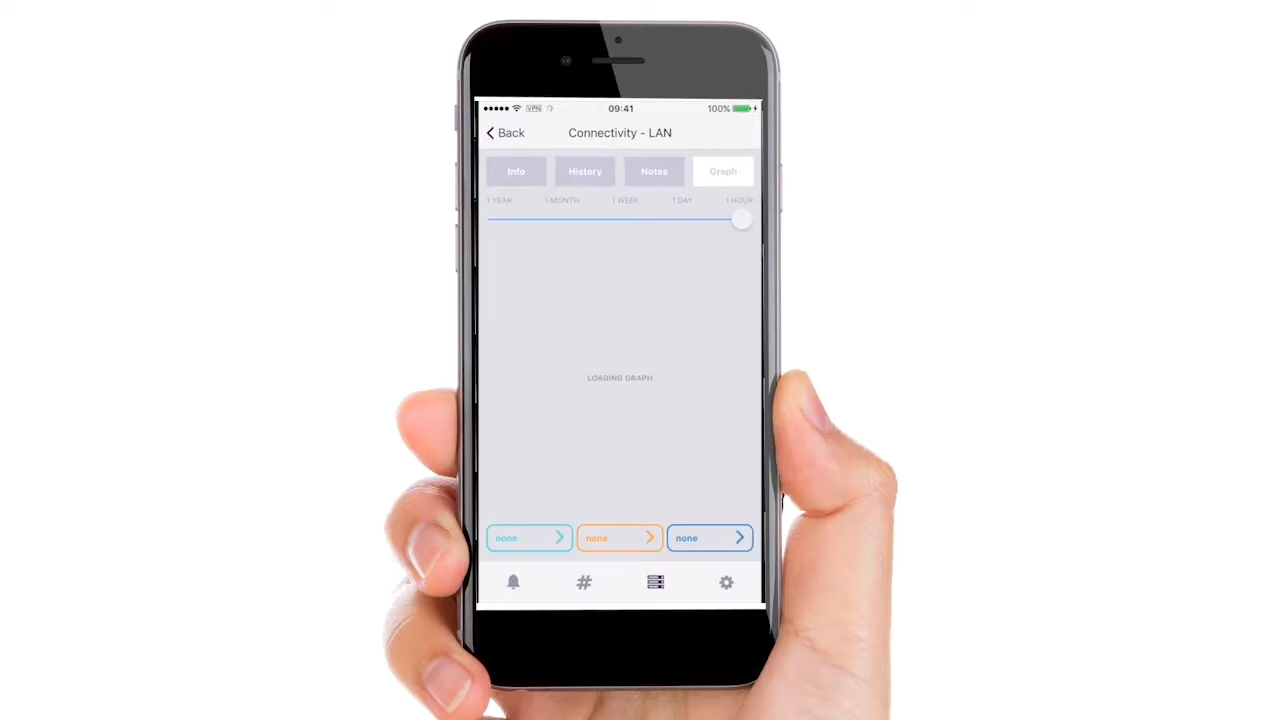 VPN 09:41 100%
Back Connectivity - LAN
Info History Notes Graph
1 YEAR 1 MONTH 1 WEEK 1 DAY 1 HOUR
LOADING GRAPH
none none none